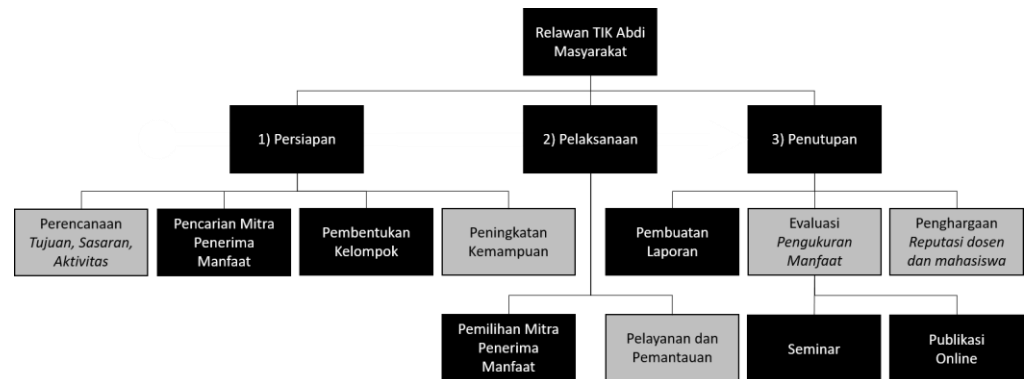 Relawan TIK Abdi
Masyarakat
1) Persiapan
2) Pelaksanaan
3) Penutupan
Perencanaan
Tujuan, Sasaran,
Aktivitas
Pencarian Mitra
Penerima
Manfaat
Pembentukan
Kelompok
Peningkatan
Kemampuan
Pembuatan
Laporan
Evaluasi
Pengukuran
Manfaat
Penghargaan
Reputasi dosen
dan mahasiswa
Pemilihan Mitra
Penerima
Manfaat
Pelayanan dan
Pemantauan
Seminar
Publikasi
Online